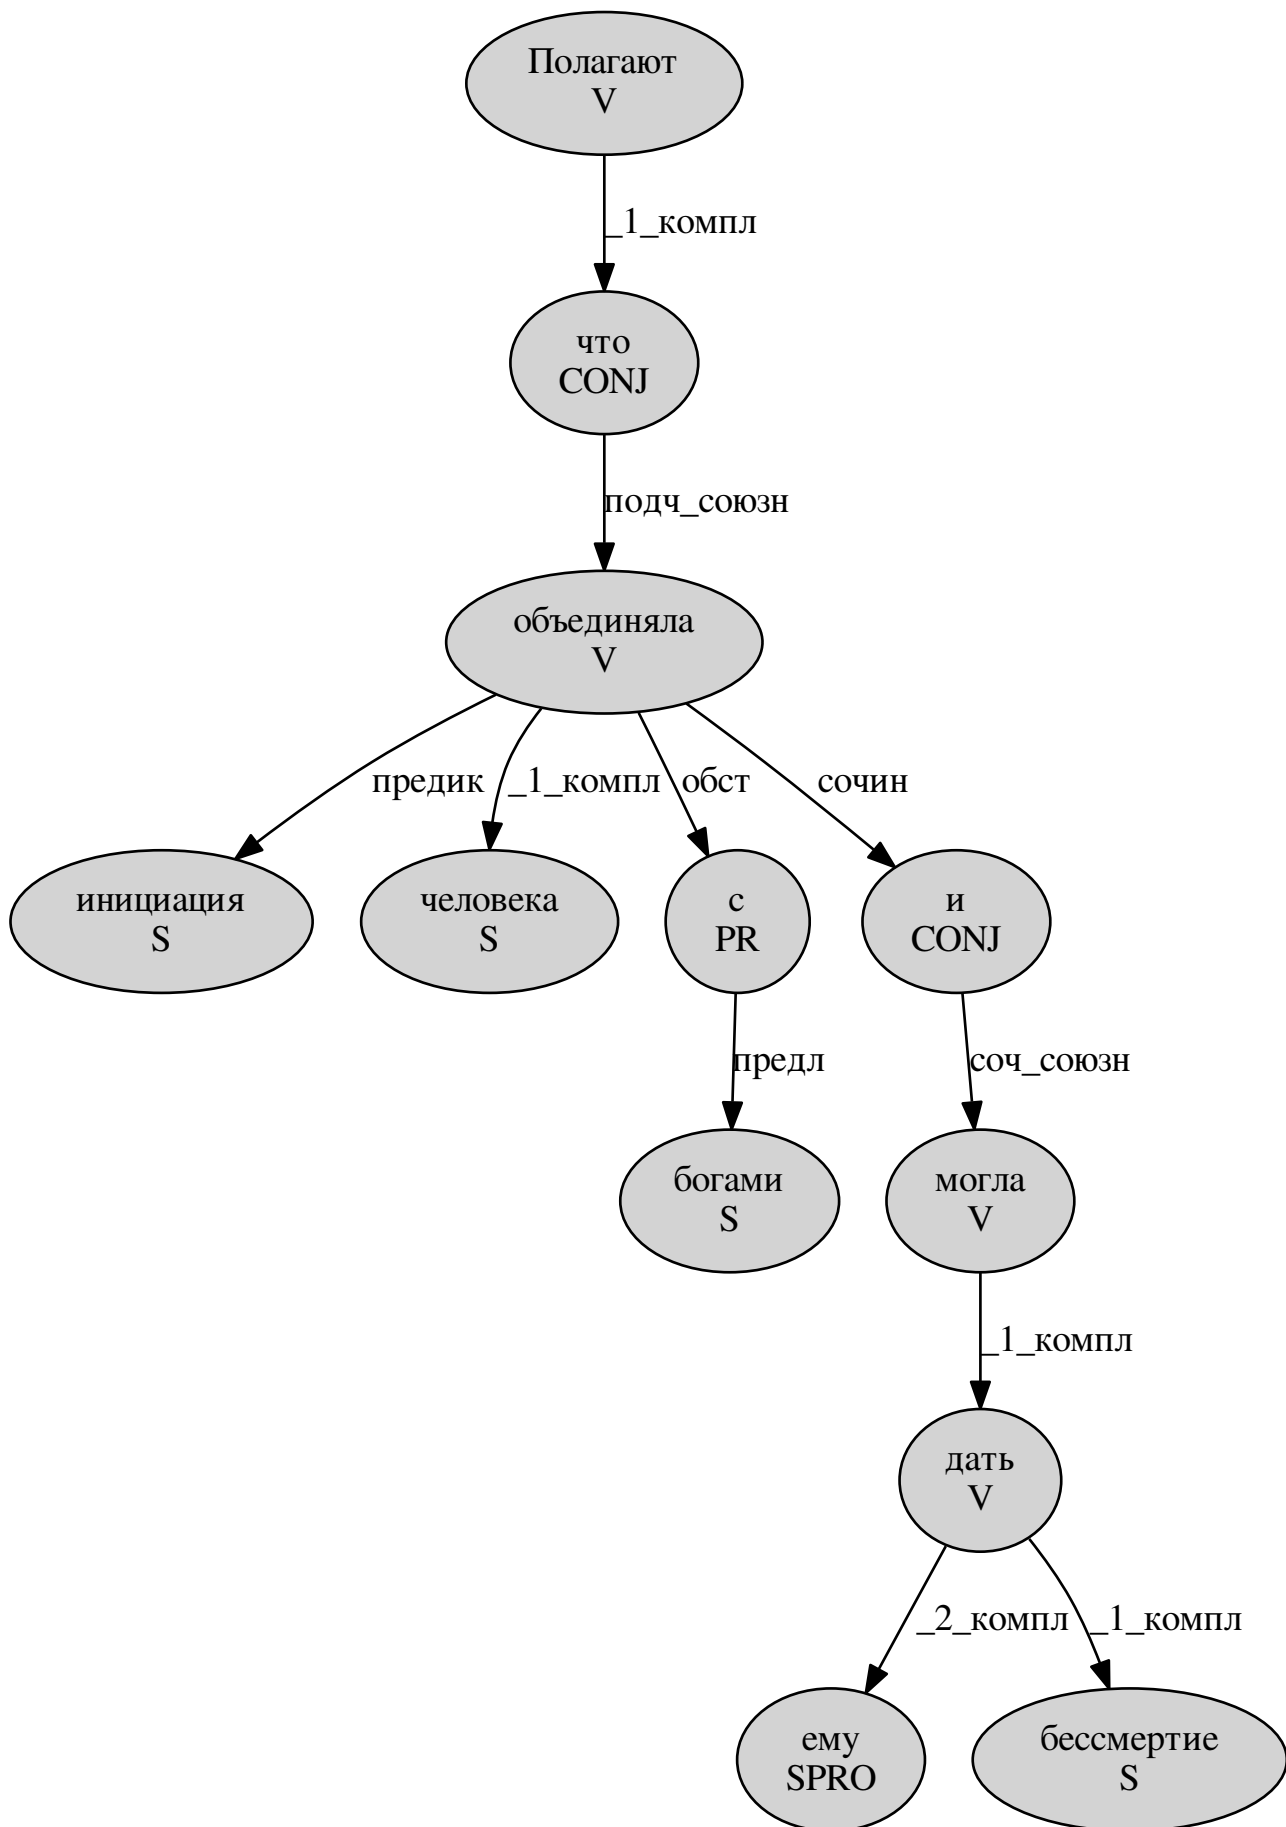 Полагают
V
_1_компл
что
CONJ
подч_союзн
объединяла
V
предик
_1_компл
обст
сочин
инициация
S
человека
S
с
PR
и
CONJ
предл
соч_союзн
богами
S
могла
V
_1_компл
дать
V
_2_компл
_1_компл
ему
SPRO
бессмертие
S